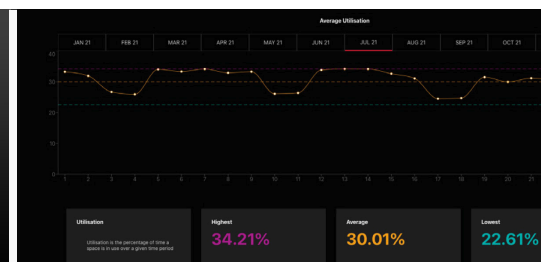 Average Utilisation
JAN 21 FEB 21 MAR 21 APR 21 MAY 21 JUN 21 JUL 21 AUG 21 SEP 21 OCT 21
40
30
20
10
0
1 2 3 4 5 6 7 8 9 10 11 12 13 14 15 16 17 18 19 20 21
Utilisation
Utilisation is the percentage of time a
space is in use over a given time period
Highest
34.21%
Average
30.01%
Lowest
22.61%